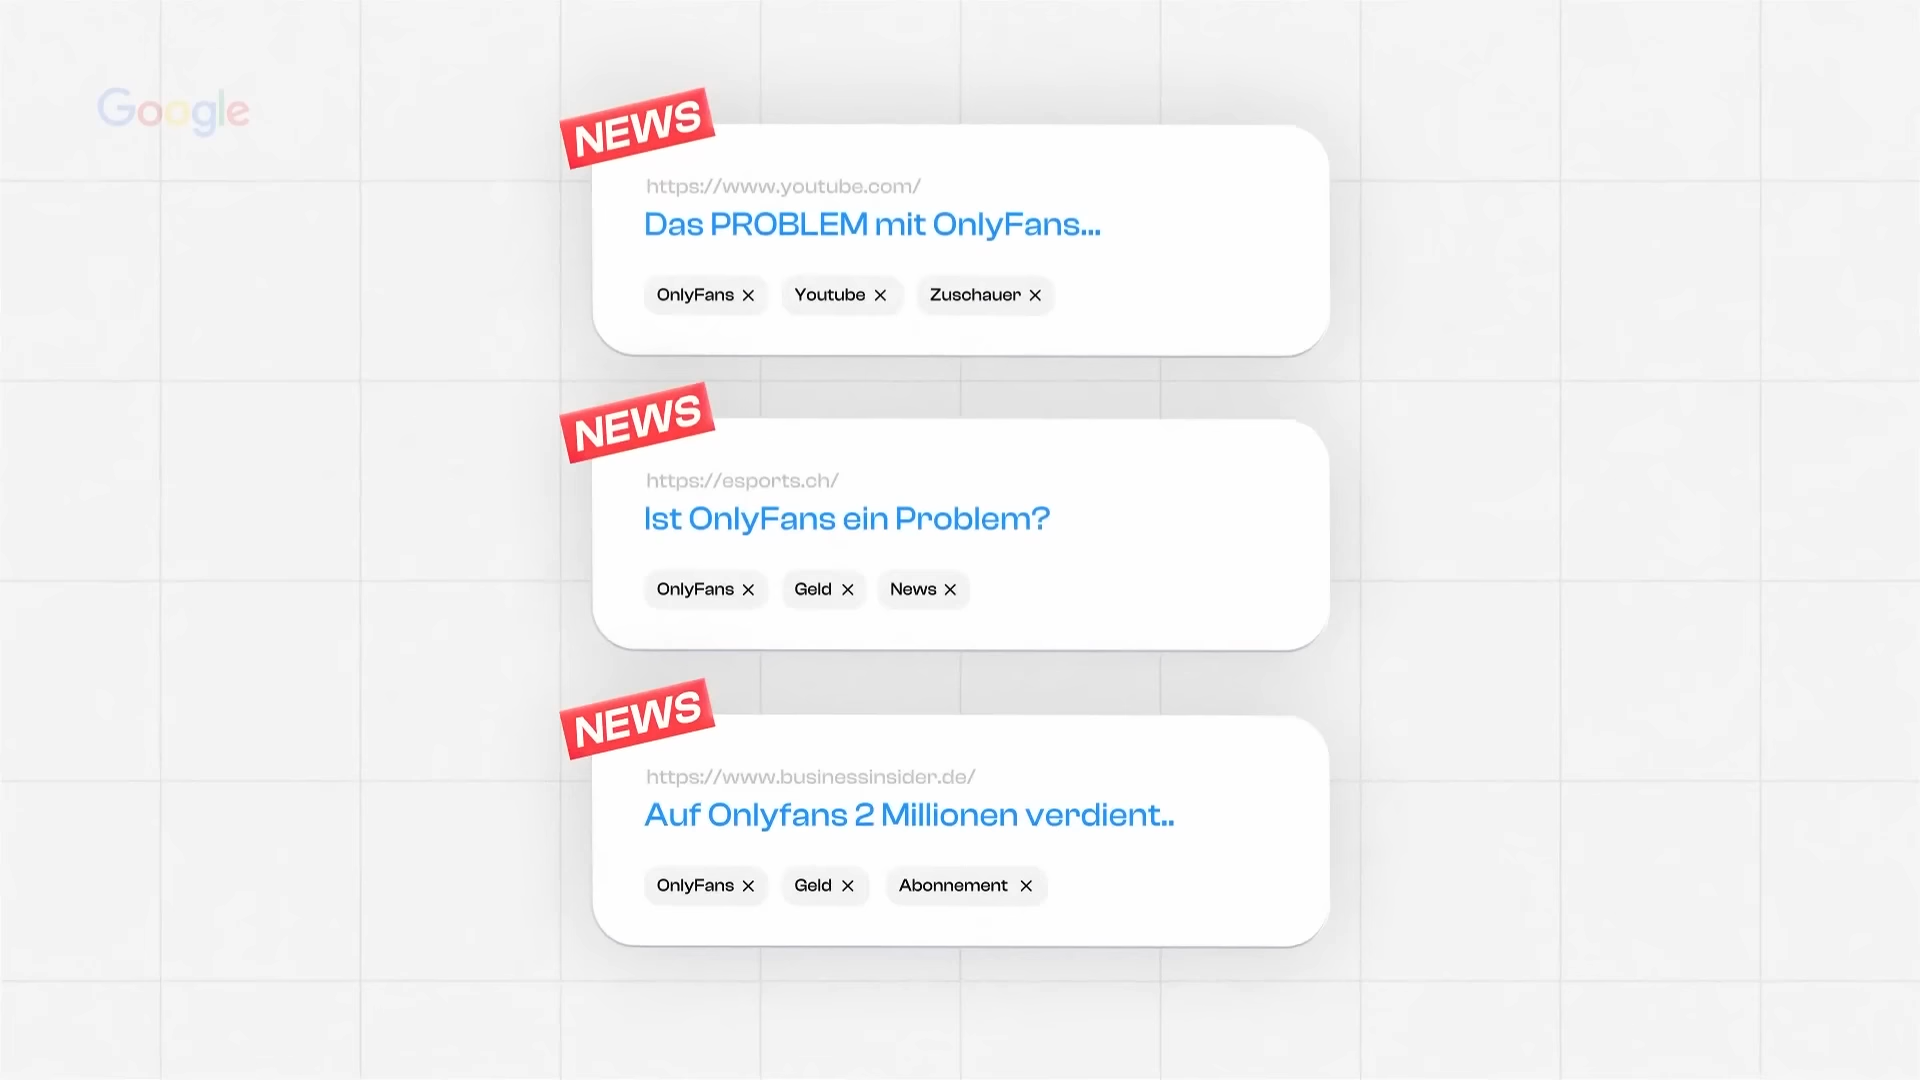 Google
NEWS
https://www.youtube.com/
Das PROBLEM mit OnlyFans...
OnlyFans × Youtube × Zuschauer ×
NEWS
https://esports.ch/
Ist OnlyFans ein Problem?
OnlyFans × Geld × News ×
NEWS
https://www.businessinsider.de/
Auf Onlyfans 2 Millionen verdient..
OnlyFans × Geld × Abonnement ×